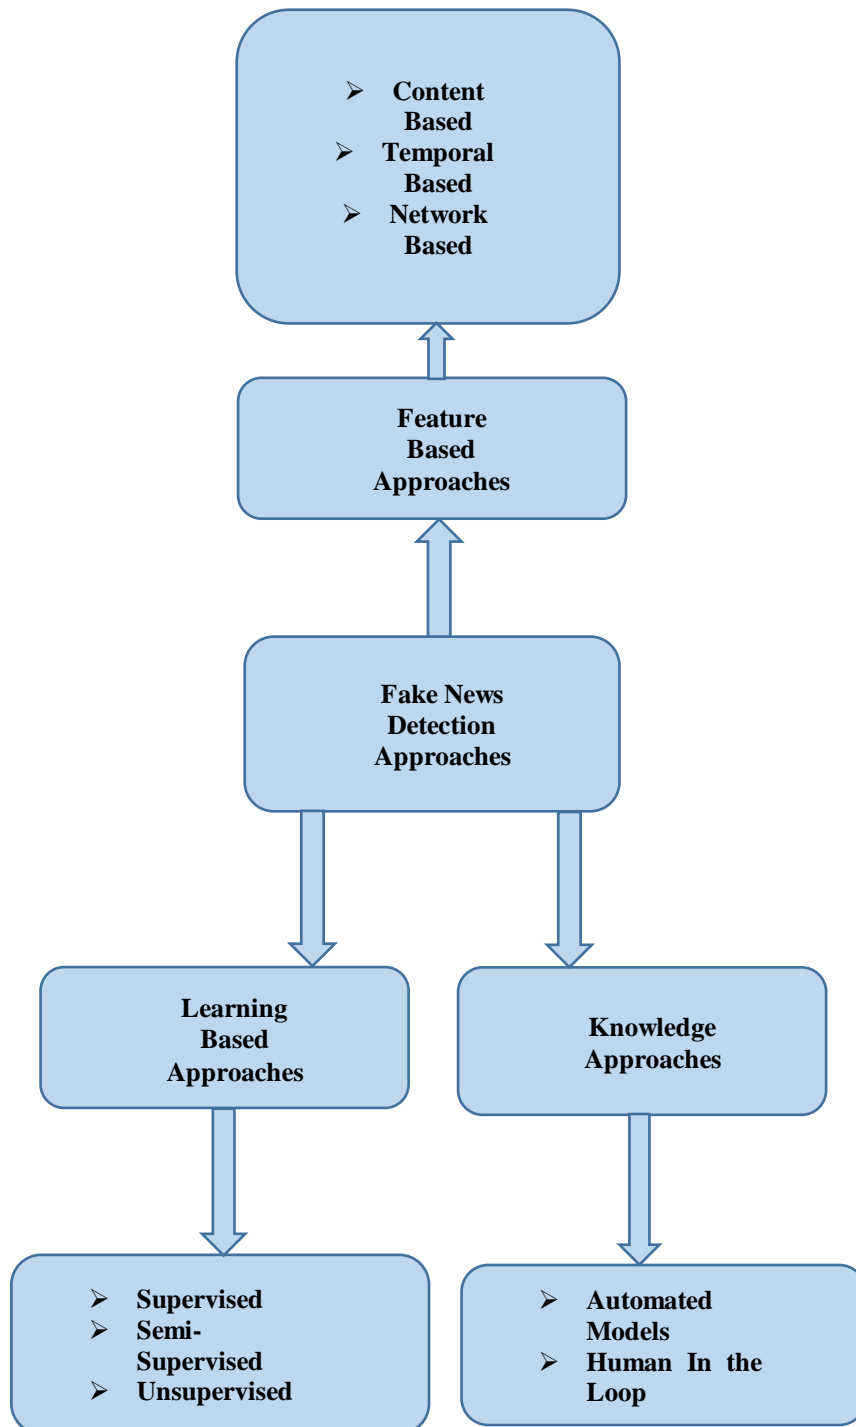 ➢ Content
Based
➢ Temporal
Based
➢ Network
Based
Feature
Based
Approaches
Fake News
Detection
Approaches
Learning
Based
Approaches
Knowledge
Approaches
➢ Supervised
➢ Semi-
Supervised
➢ Unsupervised
➢ Automated
Models
➢ Human In the
Loop